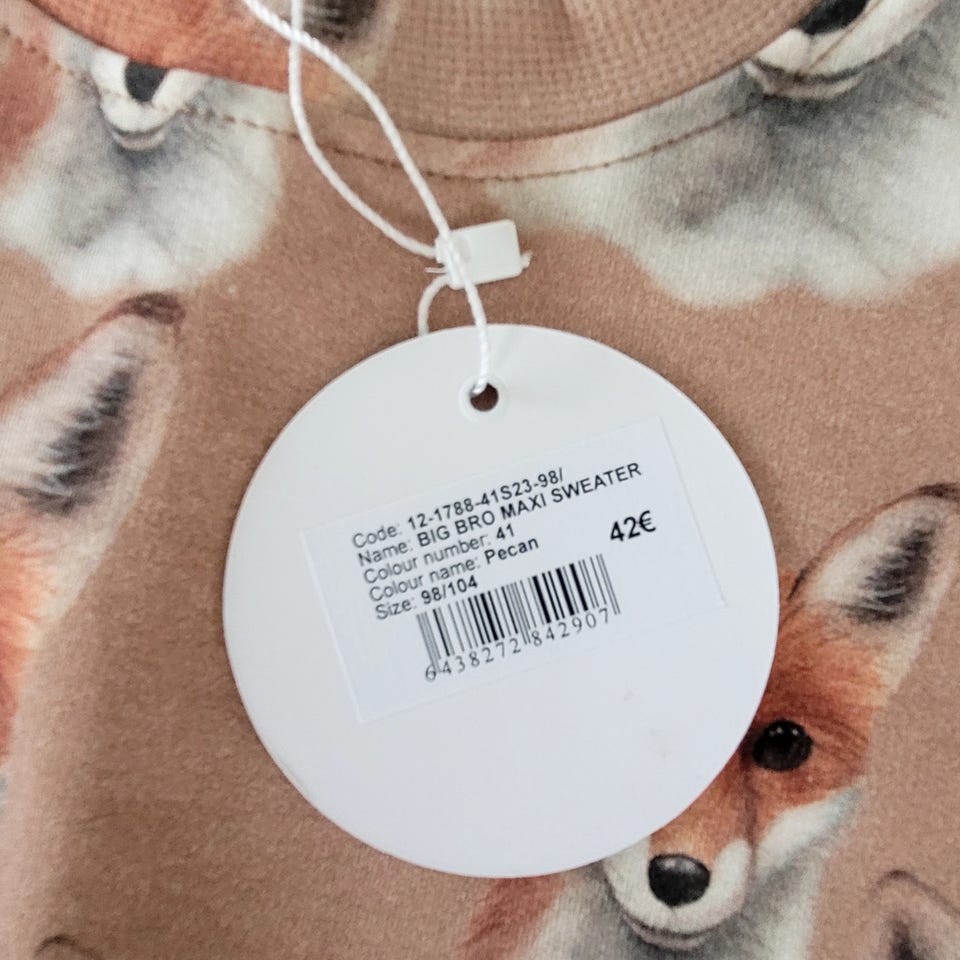 Code: 12-1788-41S23-98/
Name: BIG BRO MAXI SWEATER
Colour number: 41
Colour name: Pecan
Size: 98/104
42€
6438272842907